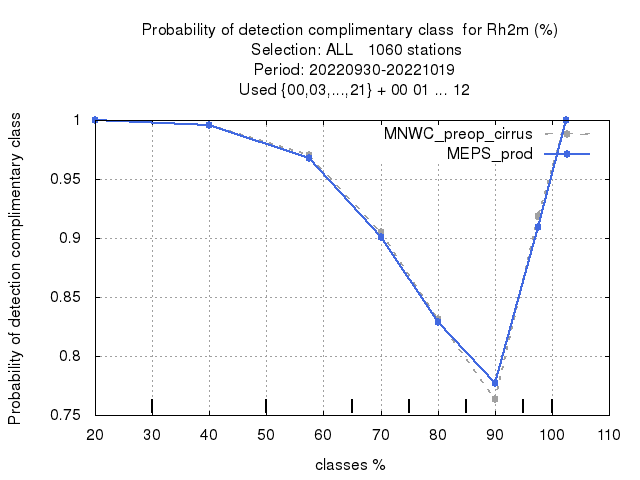 Probability of detection complimentary class  for Rh2m (%)
Selection: ALL   1060 stations
Period: 20220930-20221019
Used {00,03,...,21} + 00 01 ... 12
Probability of detection complimentary class
MNWC_preop_cirrus
MEPS_prod
1
0.95
0.9
0.85
0.8
0.75
20 30 40 50 60 70 80 90 100 110
classes %